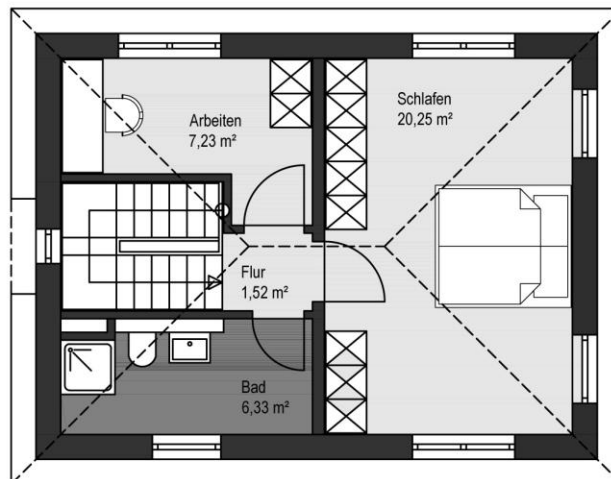 Arbeiten
7,23 m²
Schlafen
20,25 m²
Flur
1,52 m²
Bad
6,33 m²